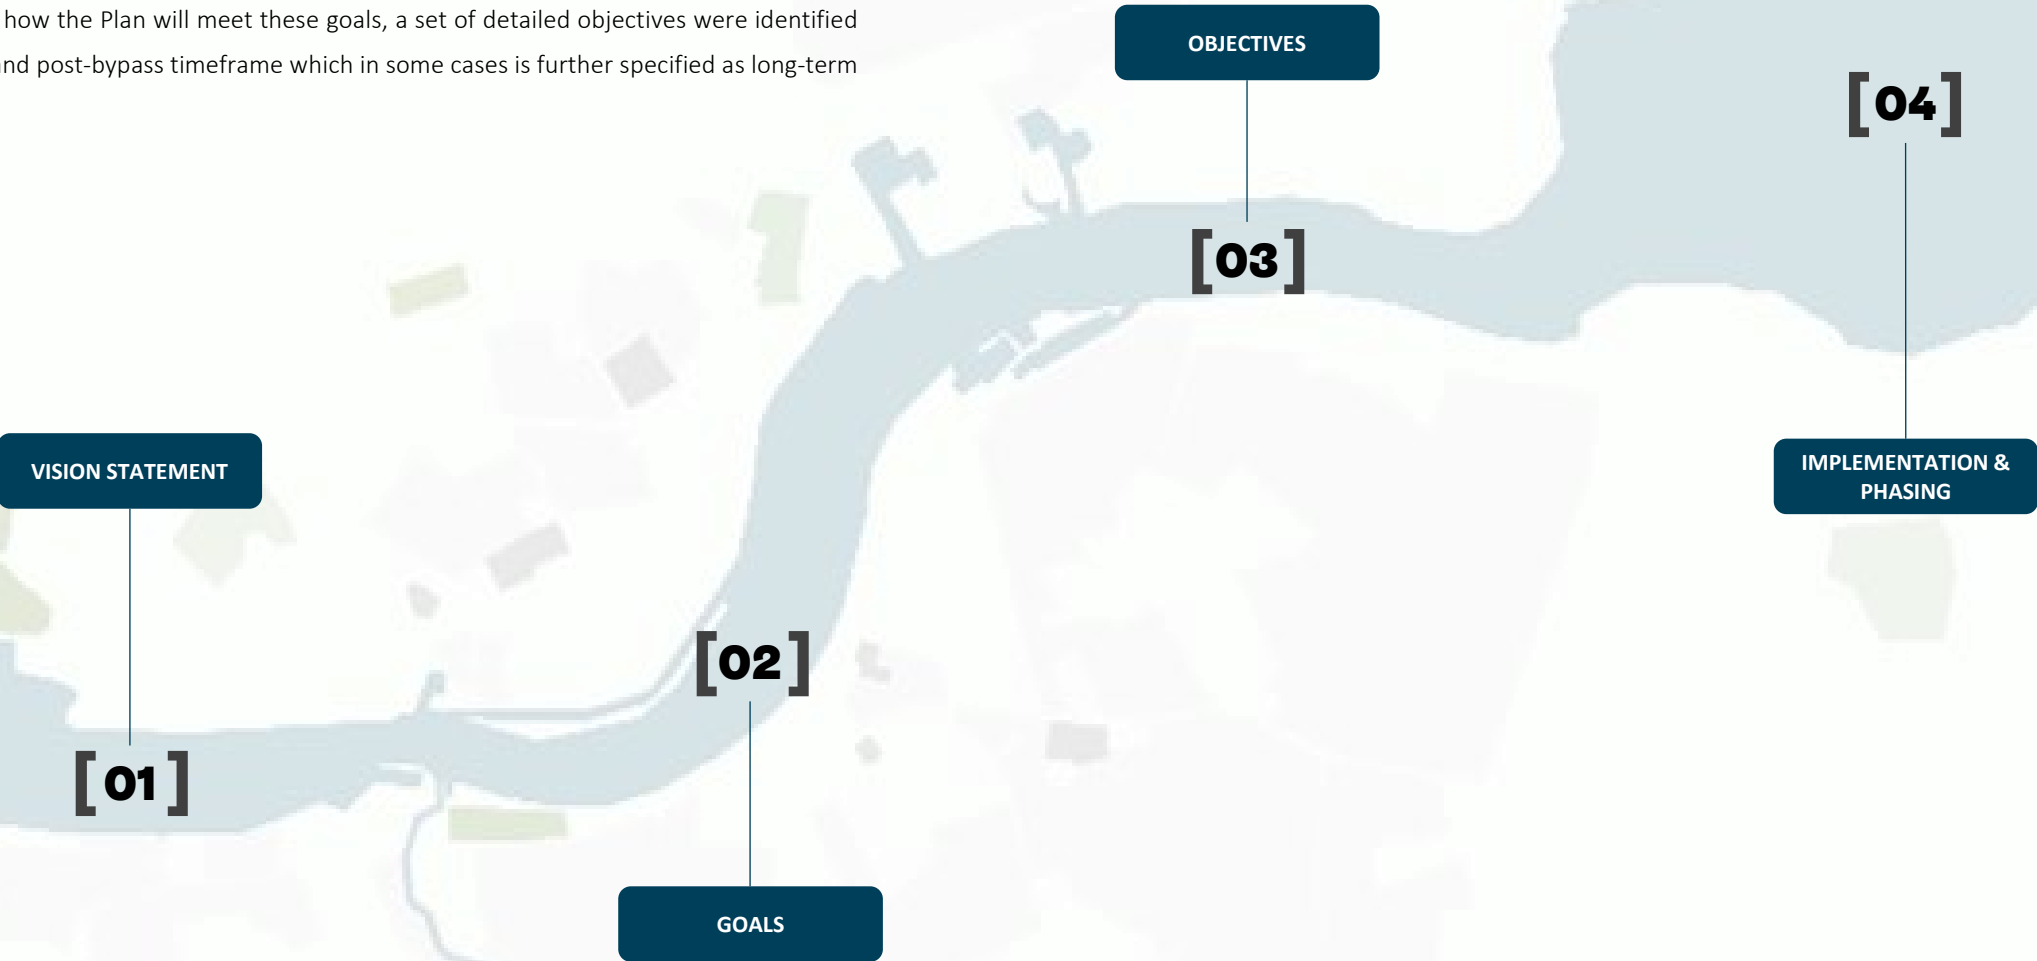 how the Plan will meet these goals, a set of detailed objectives were identified
and post-bypass timeframe which in some cases is further specified as long-term
VISION STATEMENT
[01]
[02]
GOALS
OBJECTIVES
[03]
[04]
IMPLEMENTATION &
PHASING